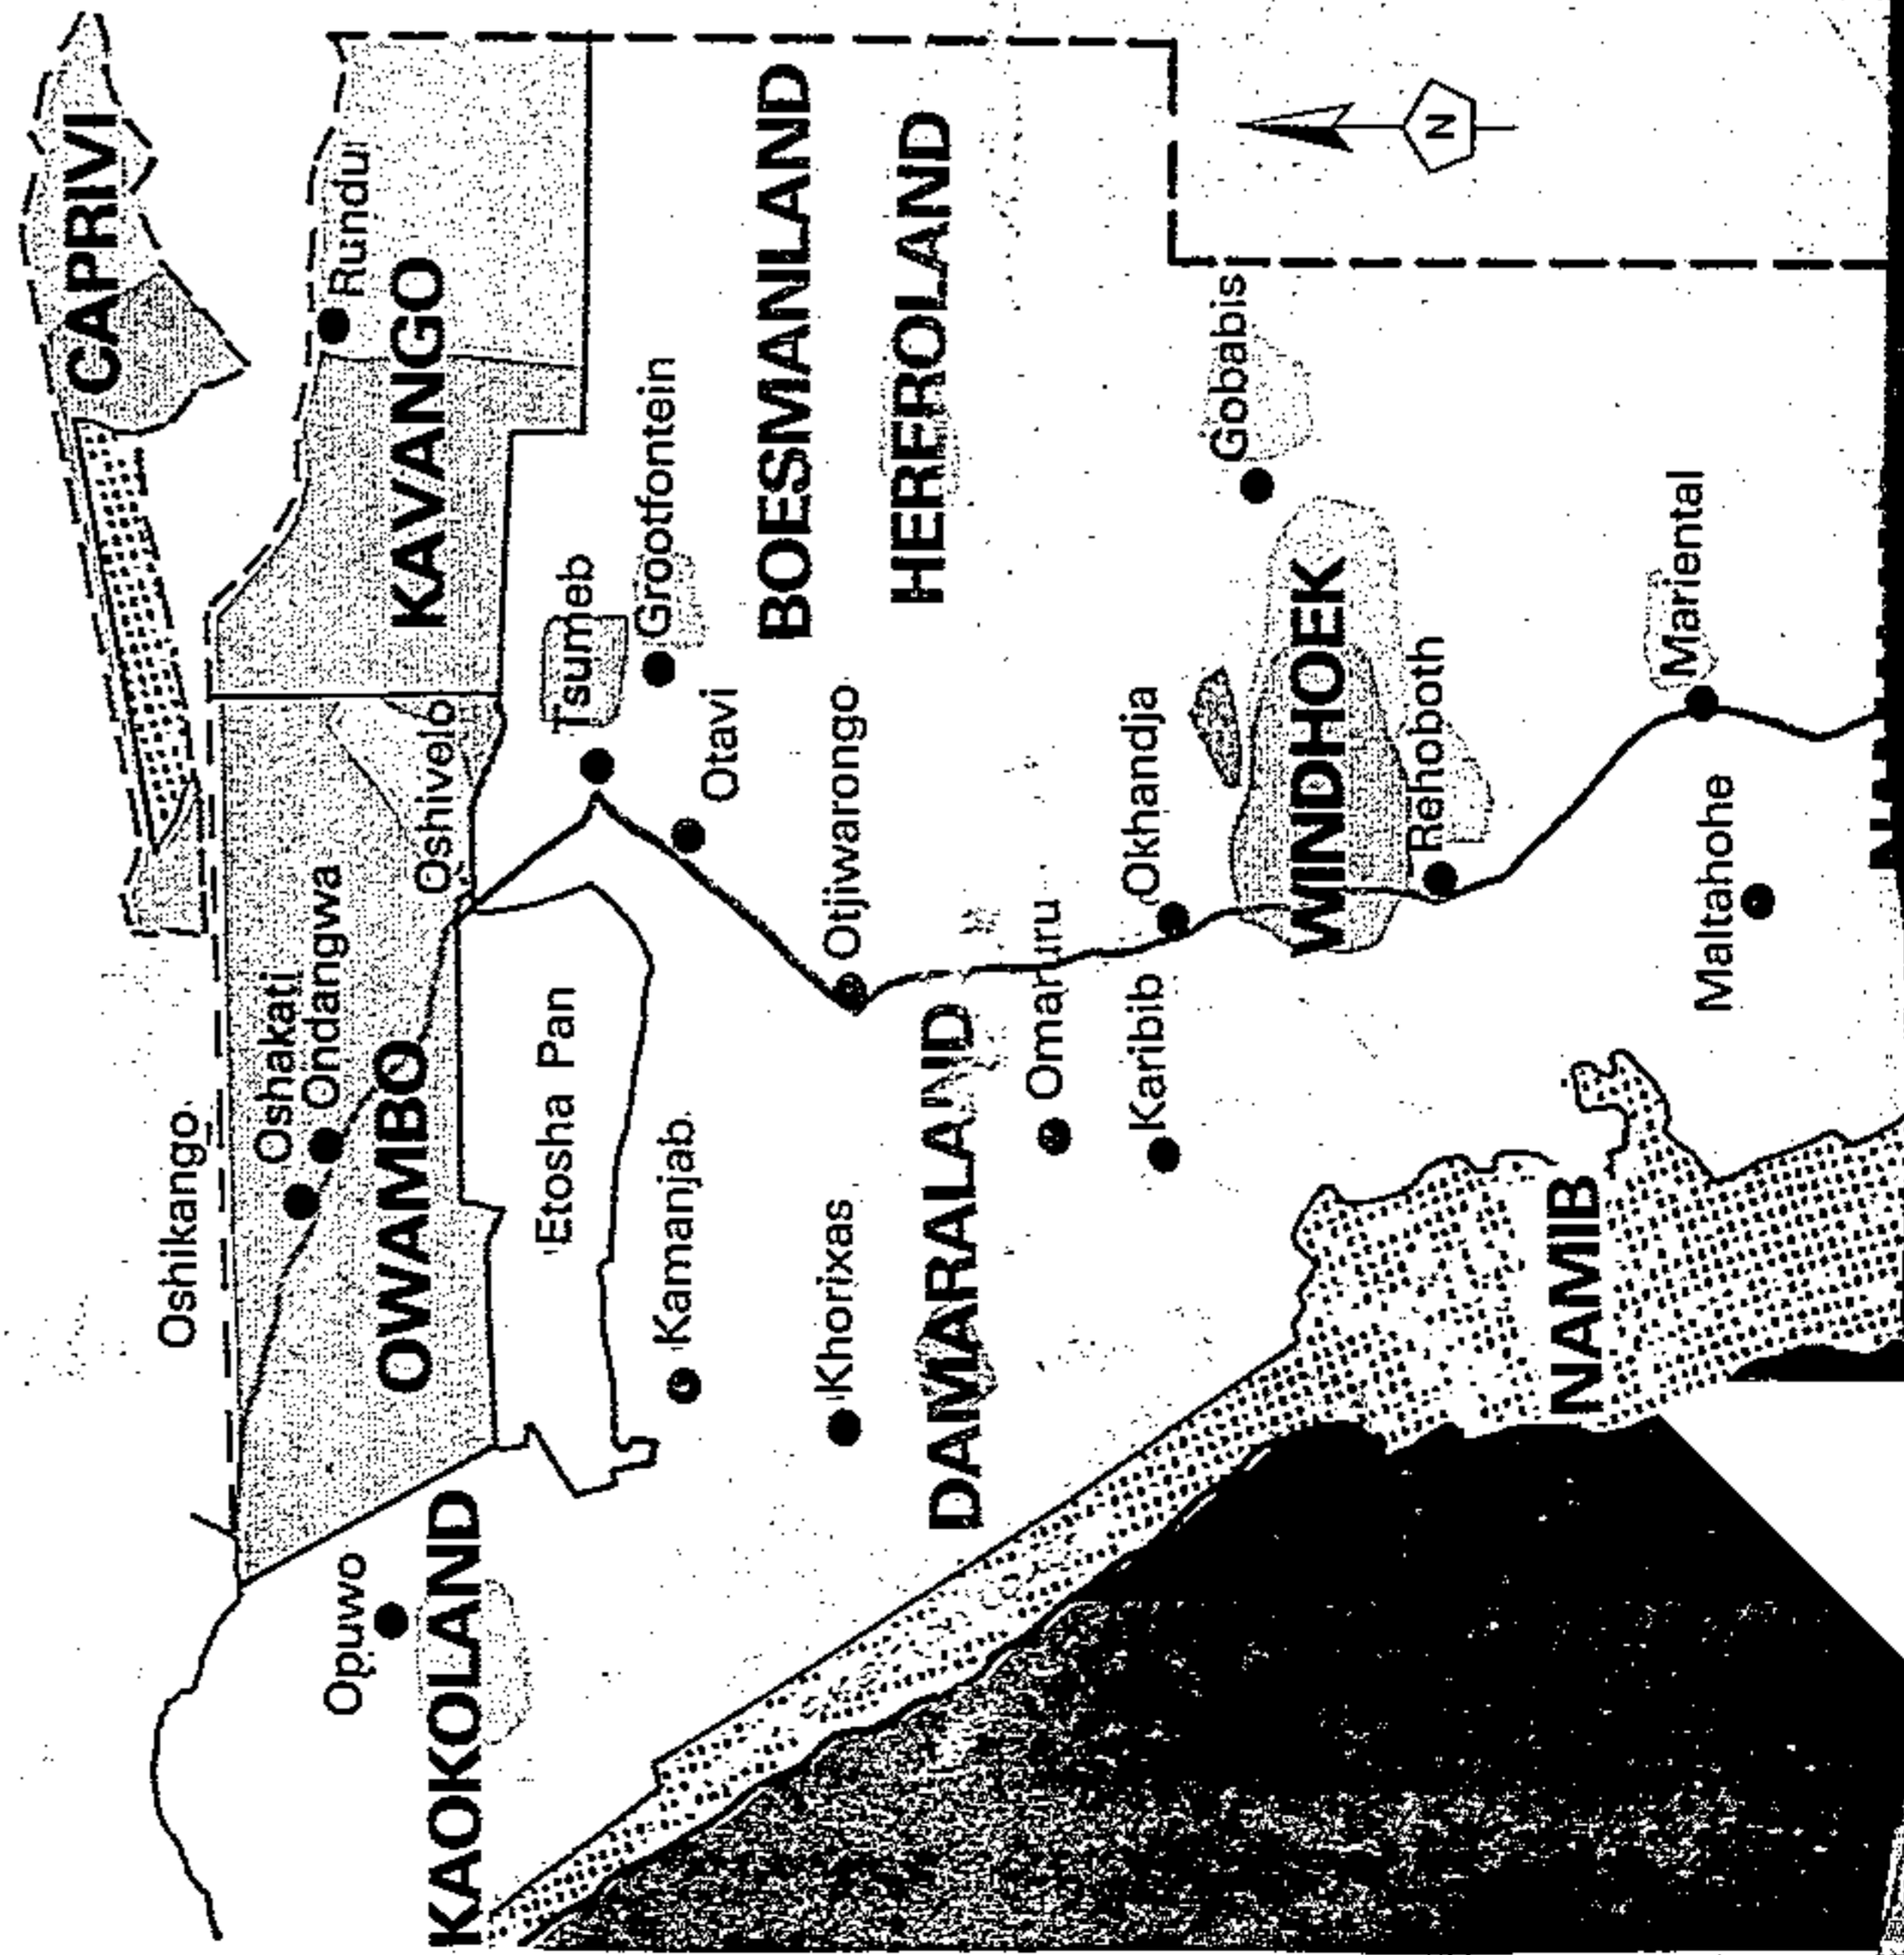 CAPRIVI
Oshikango
Oshakati
Ondangwa
Rundu
Opuwo
OWAMBO
KAVANGO
Oshivelo
KAOKOLAND
Etosha Pan
Tsumeb
Grootfontein
Kamanjab
Otavi
BOESMANLAND
Khorixas
Otjiwarongo
HEREROLAND
DAMARALAND
Omaruru
Karibib
Okhandja
Gobabis
WINDHOEK
Rehoboth
N
NAMIB
Mariental
Maltahohe